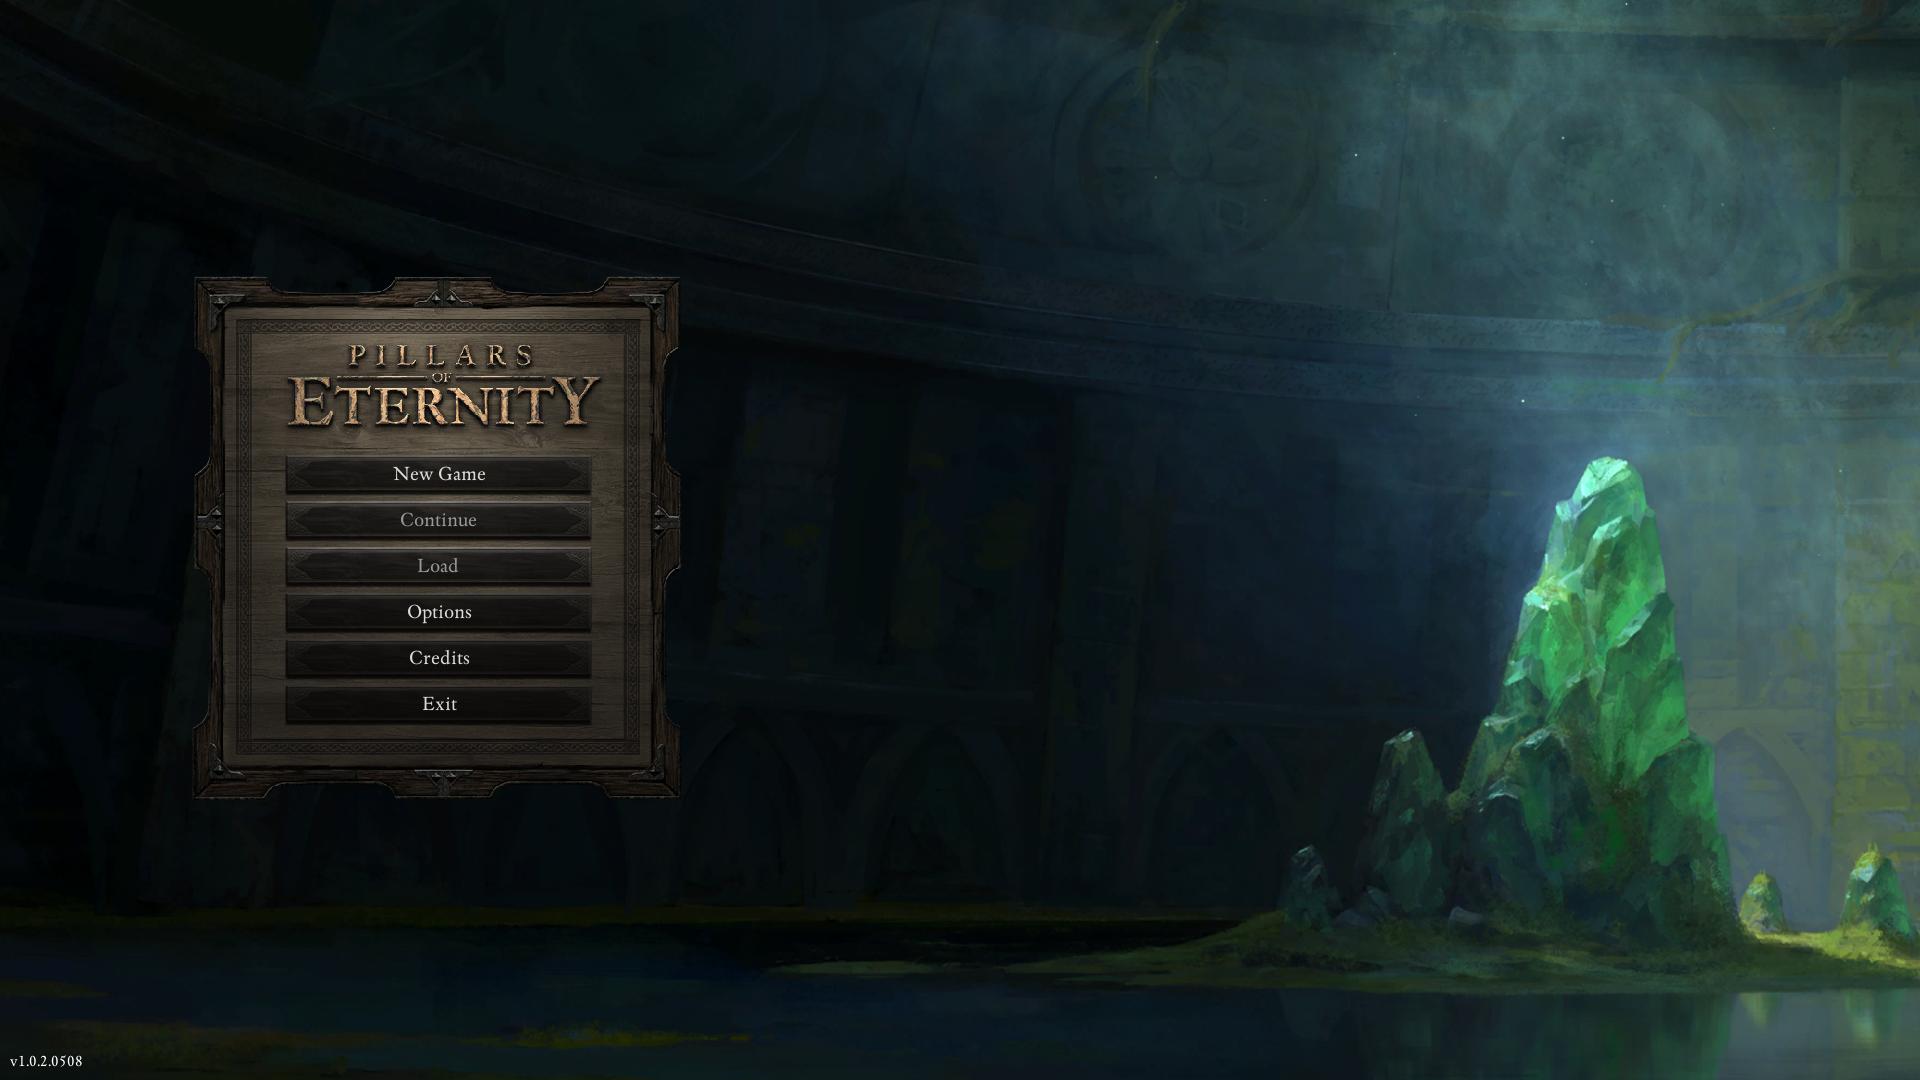 PILLARS
OF
ETERNITY
New Game
Continue
Load
Options
Credits
Exit
v1.0.2.0508